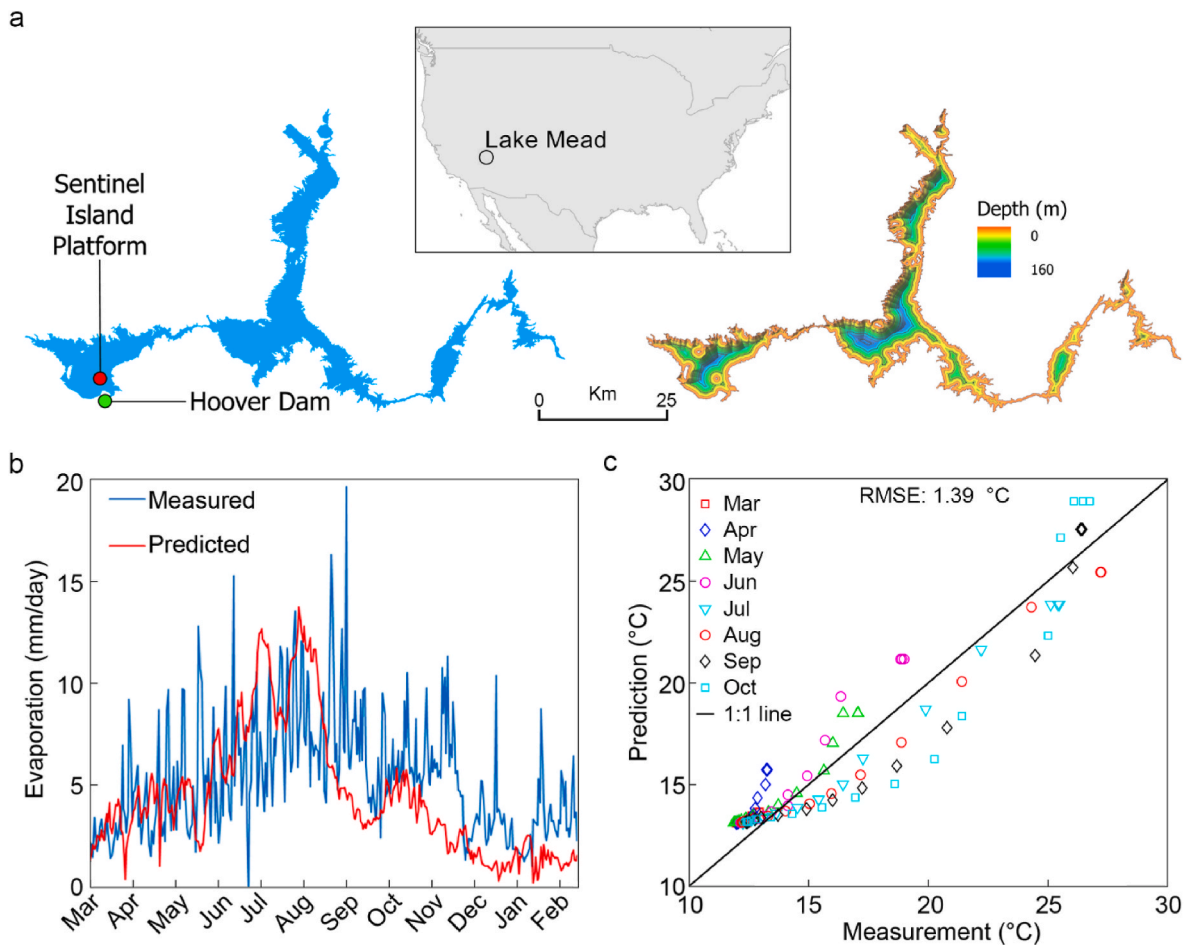 a
Lake Mead
Sentinel
Island
Platform
Hoover Dam
0 Km 25
Depth (m)
0
160
b
Evaporation (mm/day)
20
15
10
5
0
Measured
Predicted
Mar Apr May Jun Jul Aug Sep Oct Nov Dec Jan Feb
c
Prediction (°C)
30
25
20
15
10
RMSE: 1.39 °C
Mar
Apr
May
Jun
Jul
Aug
Sep
Oct
1:1 line
10 15 20 25 30
Measurement (°C)